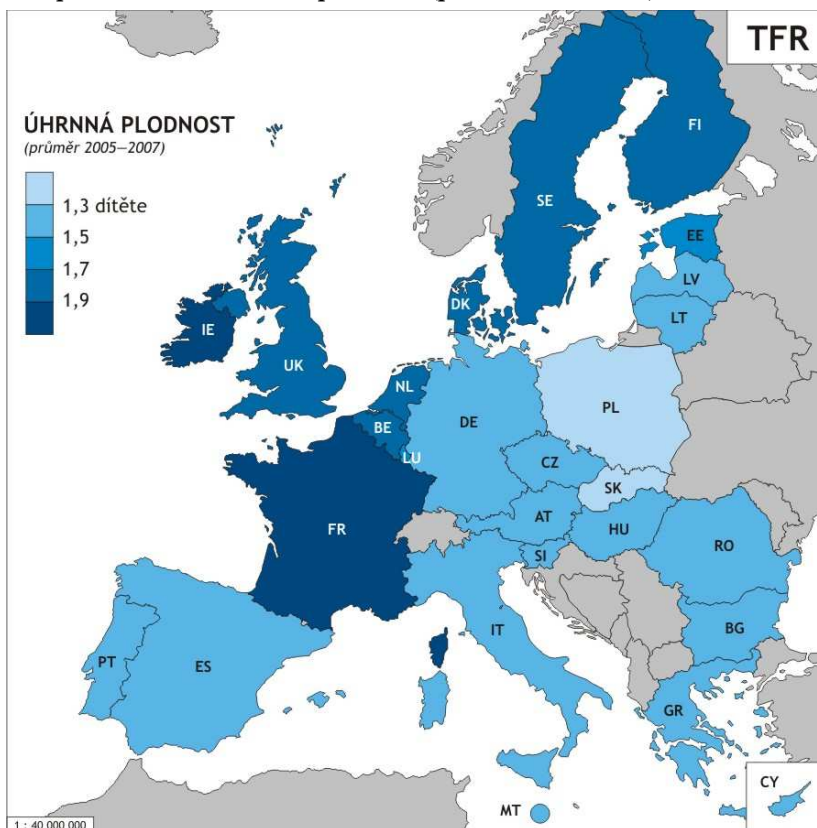 TFR
ÚHRNNÁ PLODNOST
(průměr 2005–2007)
1,3 dítěte
1,5
1,7
1,9
FI
SE
EE
LV
LT
DK
IE
UK
NL
BE
LU
DE
PL
CZ
SK
AT
HU
FR
SI
RO
IT
BG
PT
ES
GR
CY
MT
1 : 40 000 000